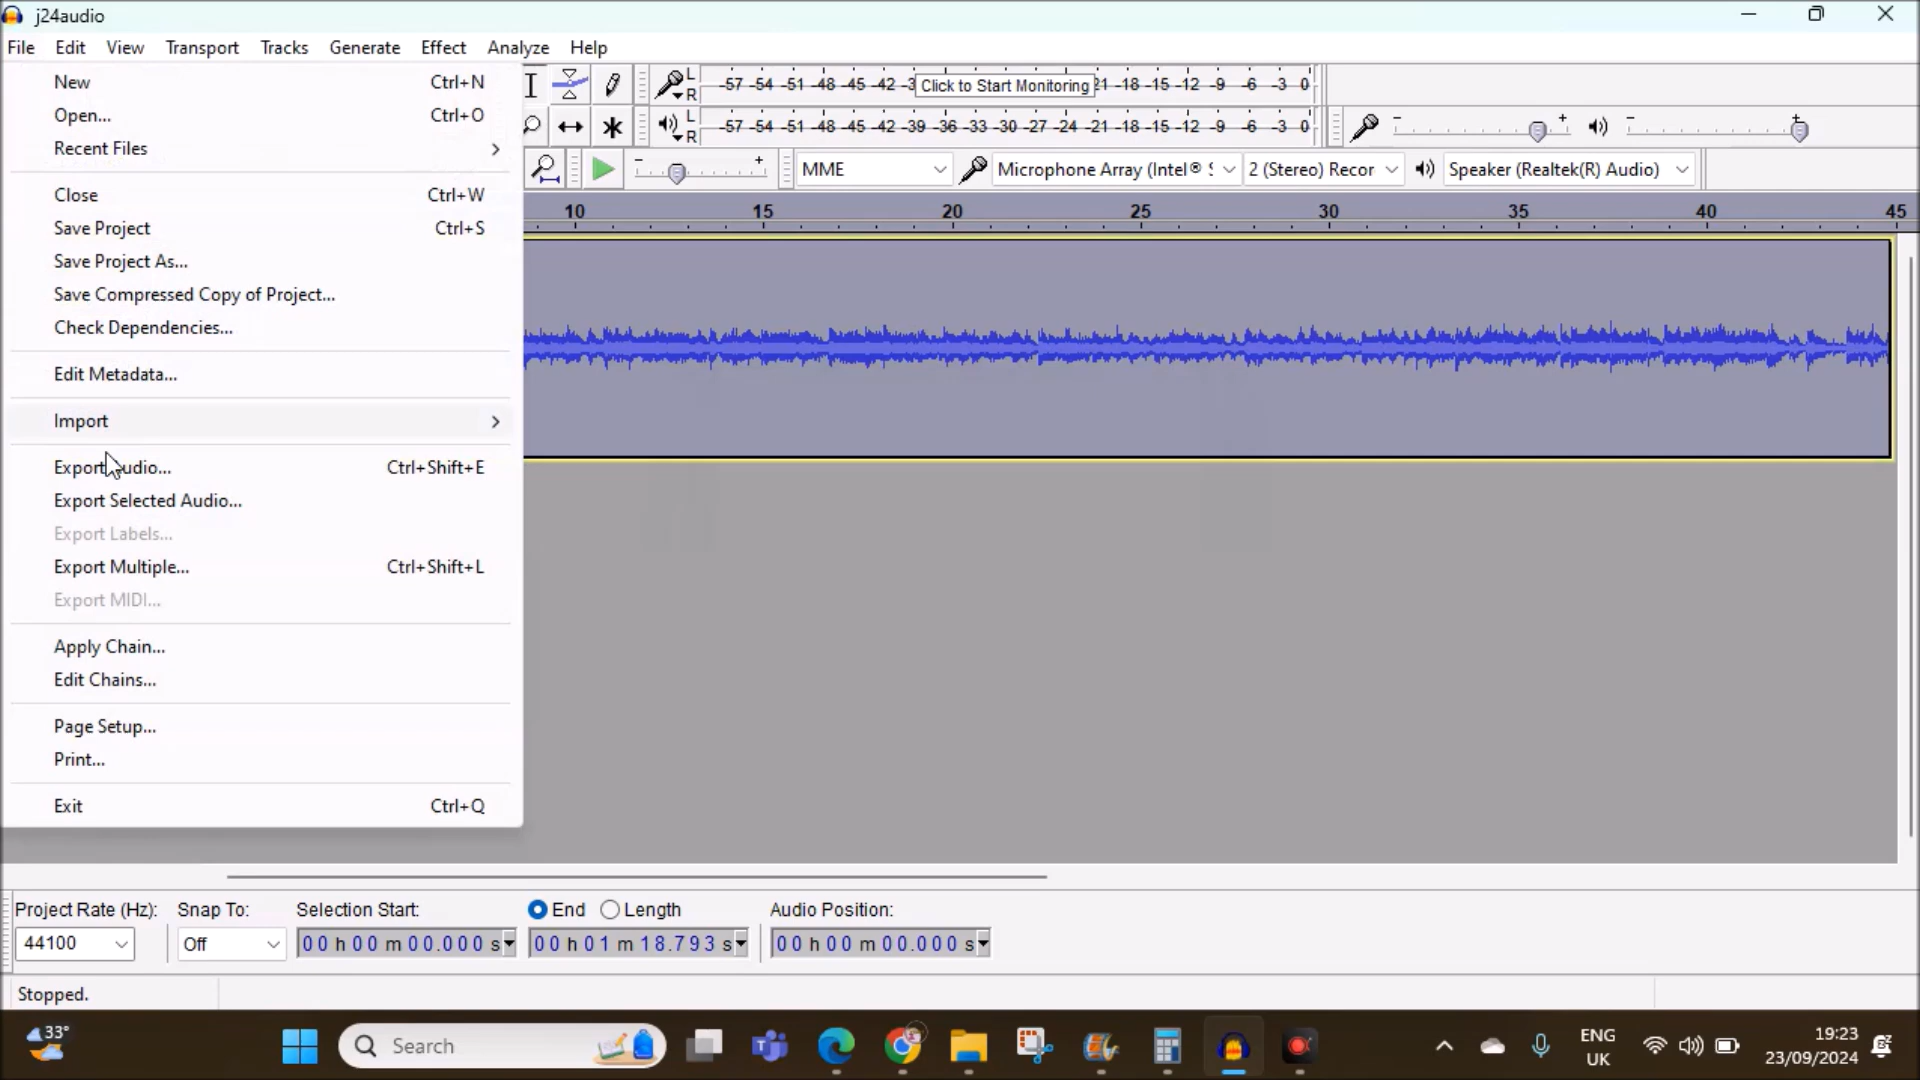 j24audio
File Edit View Transport Tracks Generate Effect Analyze Help
New Ctrl+N
Open... Ctrl+O
Recent Files
Close Ctrl+W
Save Project Ctrl+S
Save Project As...
Save Compressed Copy of Project...
Check Dependencies...
Edit Metadata...
Import
Export Audio... Ctrl+Shift+E
Export Selected Audio...
Export Labels...
Export Multiple... Ctrl+Shift+L
Export MIDI...
Apply Chain...
Edit Chains...
Page Setup...
Print...
Exit Ctrl+Q
L R -57 -54 -51 -48 -45 -42 -3 Click to Start Monitoring 21 -18 -15 -12 -9 -6 -3 0
L R -57 -54 -51 -48 -45 -42 -39 -36 -33 -30 -27 -24 -21 -18 -15 -12 -9 -6 -3 0
MME Microphone Array (Intel® 2 (Stereo) Recor Speaker (Realtek(R) Audio)
10 15 20 25 30 35 40 45
Project Rate (Hz): Snap To: Selection Start: End Length Audio Position:
44100 Off 00 h 00 m 00.000 s 00 h 01 m 18.793 s 00 h 00 m 00.000 s
Stopped.
33° Search ENG 19:23
UK 23/09/2024